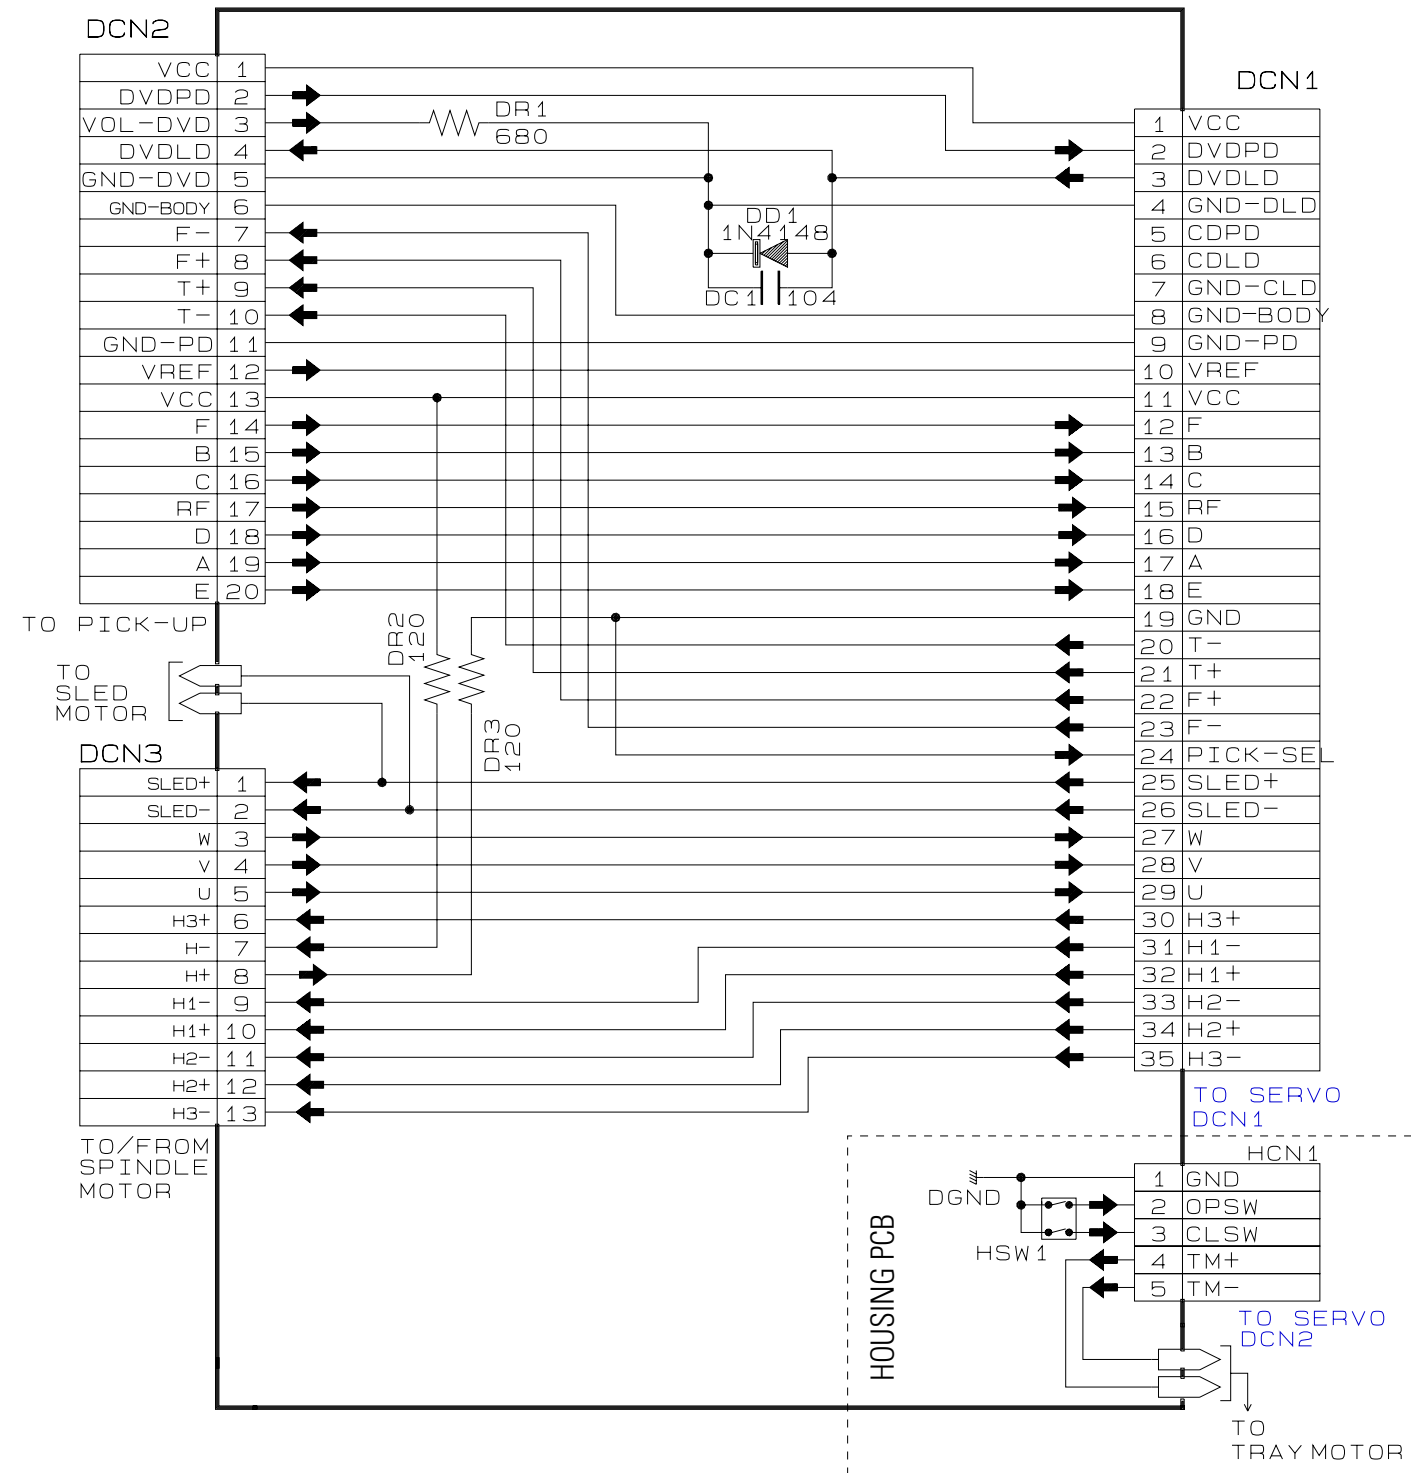 DCN2
VCC 1
DVDPD 2
VOL-DVD 3
DVDLD 4
GND-DVD 5
GND-BODY 6
F- 7
F+ 8
T+ 9
T- 10
GND-PD 11
VREF 12
VCC 13
F 14
B 15
C 16
RF 17
D 18
A 19
E 20
TO PICK-UP
TO
SLED
MOTOR
DCN3
SLED+ 1
SLED- 2
W 3
V 4
U 5
H3+ 6
H- 7
H+ 8
H1- 9
H1+ 10
H2- 11
H2+ 12
H3- 13
TO/FROM
SPINDLE
MOTOR
DR1
680
DD1
1N4148
DC1 104
DR2
120
DR3
120
DCN1
1 VCC
2 DVDPD
3 DVDLD
4 GND-DLD
5 CDPD
6 CDLD
7 GND-CLD
8 GND-BODY
9 GND-PD
10 VREF
11 VCC
12 F
13 B
14 C
15 RF
16 D
17 A
18 E
19 GND
20 T-
21 T+
22 F+
23 F-
24 PICK-SEL
25 SLED+
26 SLED-
27 W
28 V
29 U
30 H3+
31 H1-
32 H1+
33 H2-
34 H2+
35 H3-
TO SERVO
DCN1
HCN1
1 GND
2 OPSW
3 CLSW
4 TM+
5 TM-
DGND
HSW1
HOUSING PCB
TO SERVO
DCN2
TO
TRAY MOTOR